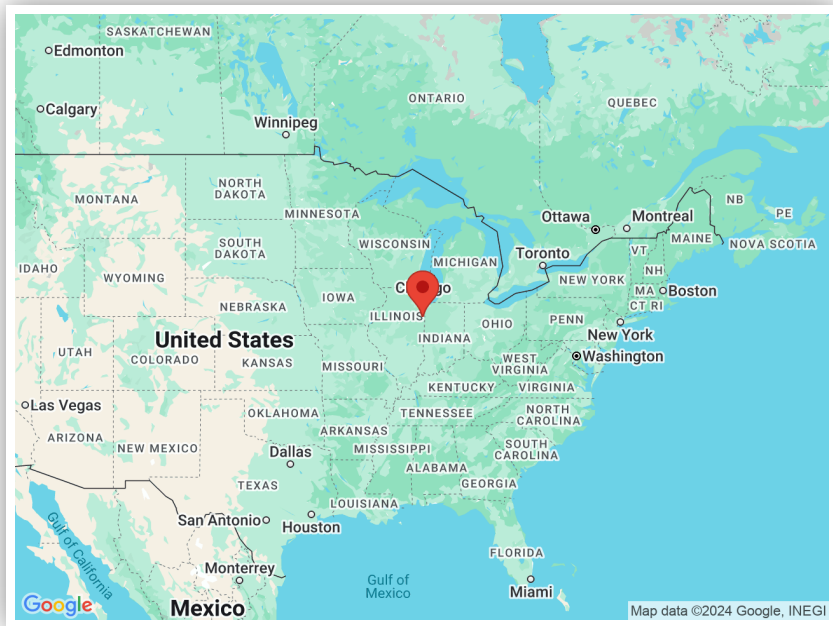 SASKATCHEWAN
Edmonton
Calgary
ONTARIO
QUEBEC
Winnipeg
MONTANA
NORTH
DAKOTA
MINNESOTA
NB
PE
Ottawa
Montreal
MAINE
NOVA SCOTIA
SOUTH
DAKOTA
WISCONSIN
MICHIGAN
Toronto
VT
NH
IDAHO
WYOMING
NEW YORK
MA
Boston
CT RI
NEBRASKA
IOWA
ILLINOIS
INDIANA
OHIO
PENN
New York
United States
UTAH
COLORADO
KANSAS
MISSOURI
WEST
VIRGINIA
Washington
KENTUCKY
VIRGINIA
Las Vegas
ARIZONA
NEW MEXICO
OKLAHOMA
ARKANSAS
TENNESSEE
NORTH
CAROLINA
Dallas
MISSISSIPPI
ALABAMA
SOUTH
CAROLINA
GEORGIA
TEXAS
LOUISIANA
San Antonio
Houston
Gulf of California
FLORIDA
Monterrey
Gulf of
Mexico
Miami
Mexico
Google
Map data ©2024 Google, INEGI